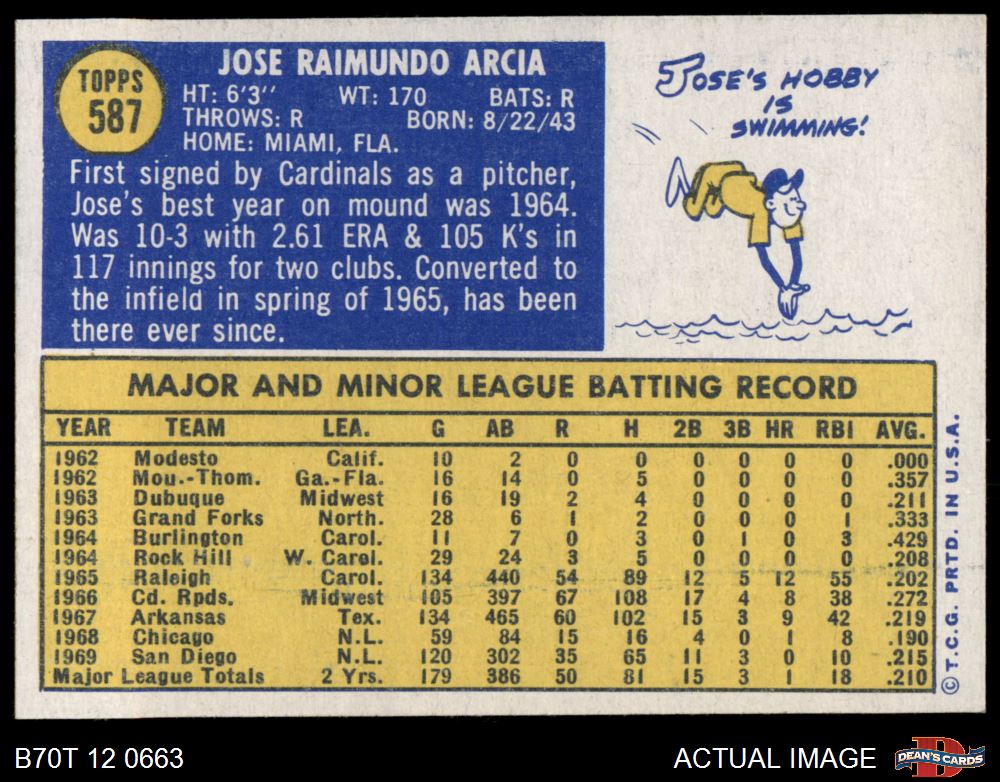 TOPPS
587
JOSE RAIMUNDO ARCIA
HT: 6'3" WT: 170 BATS: R
THROWS: R BORN: 8/22/43
HOME: MIAMI, FLA.
First signed by Cardinals as a pitcher,
Jose's best year on mound was 1964.
Was 10-3 with 2.61 ERA & 105 K's in
117 innings for two clubs. Converted to
the infield in spring of 1965, has been
there ever since.
JOSE'S HOBBY
IS
SWIMMING!
MAJOR AND MINOR LEAGUE BATTING RECORD
YEAR TEAM LEA. G AB R H 2B 3B HR RBI AVG.
1962 Modesto Calif. 10 2 0 0 0 0 0 0 .000
1962 Mou.-Thom. Ga.-Fla. 16 14 0 5 0 0 0 0 .357
1963 Dubuque Midwest 16 19 2 4 0 0 0 0 .211
1963 Grand Forks North. 28 6 1 2 0 0 0 1 .333
1964 Burlington Carol. 11 7 0 3 0 1 0 3 .429
1964 Rock Hill W. Carol. 29 24 3 5 0 0 0 0 .208
1965 Raleigh Carol. 134 440 54 89 12 5 12 55 .202
1966 Cd. Rpds. Midwest 105 397 67 108 17 4 8 38 .272
1967 Arkansas Tex. 134 465 60 102 15 3 9 42 .219
1968 Chicago N.L. 59 84 15 16 4 0 1 8 .190
1969 San Diego N.L. 120 302 35 65 11 3 0 10 .215
Major League Totals 2 Yrs. 179 386 50 81 15 3 1 18 .210
© T.C.G. PRTD. IN U.S.A.
B70T 12 0663
ACTUAL IMAGE
D
DEAN'S CARDS